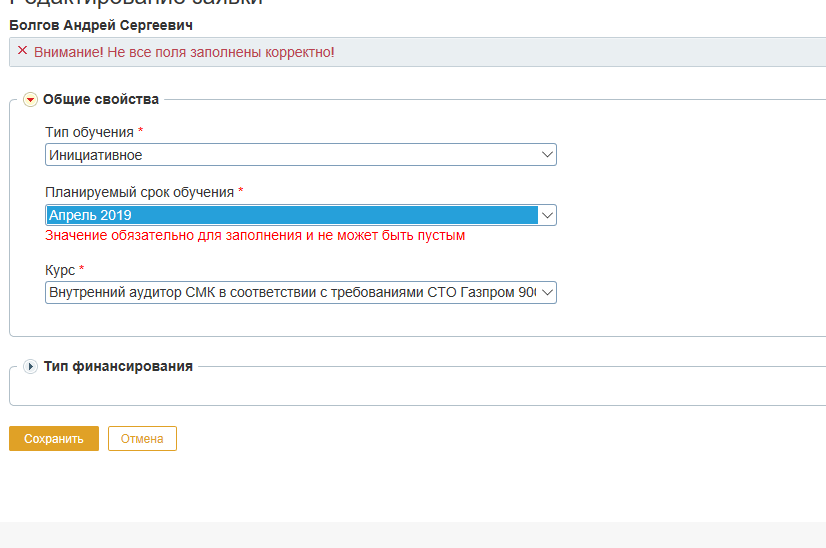 Редактирование заявки
Болгов Андрей Сергеевич
Внимание! Не все поля заполнены корректно!
Общие свойства
Тип обучения *
Инициативное
Планируемый срок обучения *
Апрель 2019
Значение обязательно для заполнения и не может быть пустым
Курс *
Внутренний аудитор СМК в соответствии с требованиями СТО Газпром 900
Тип финансирования
Сохранить
Отмена